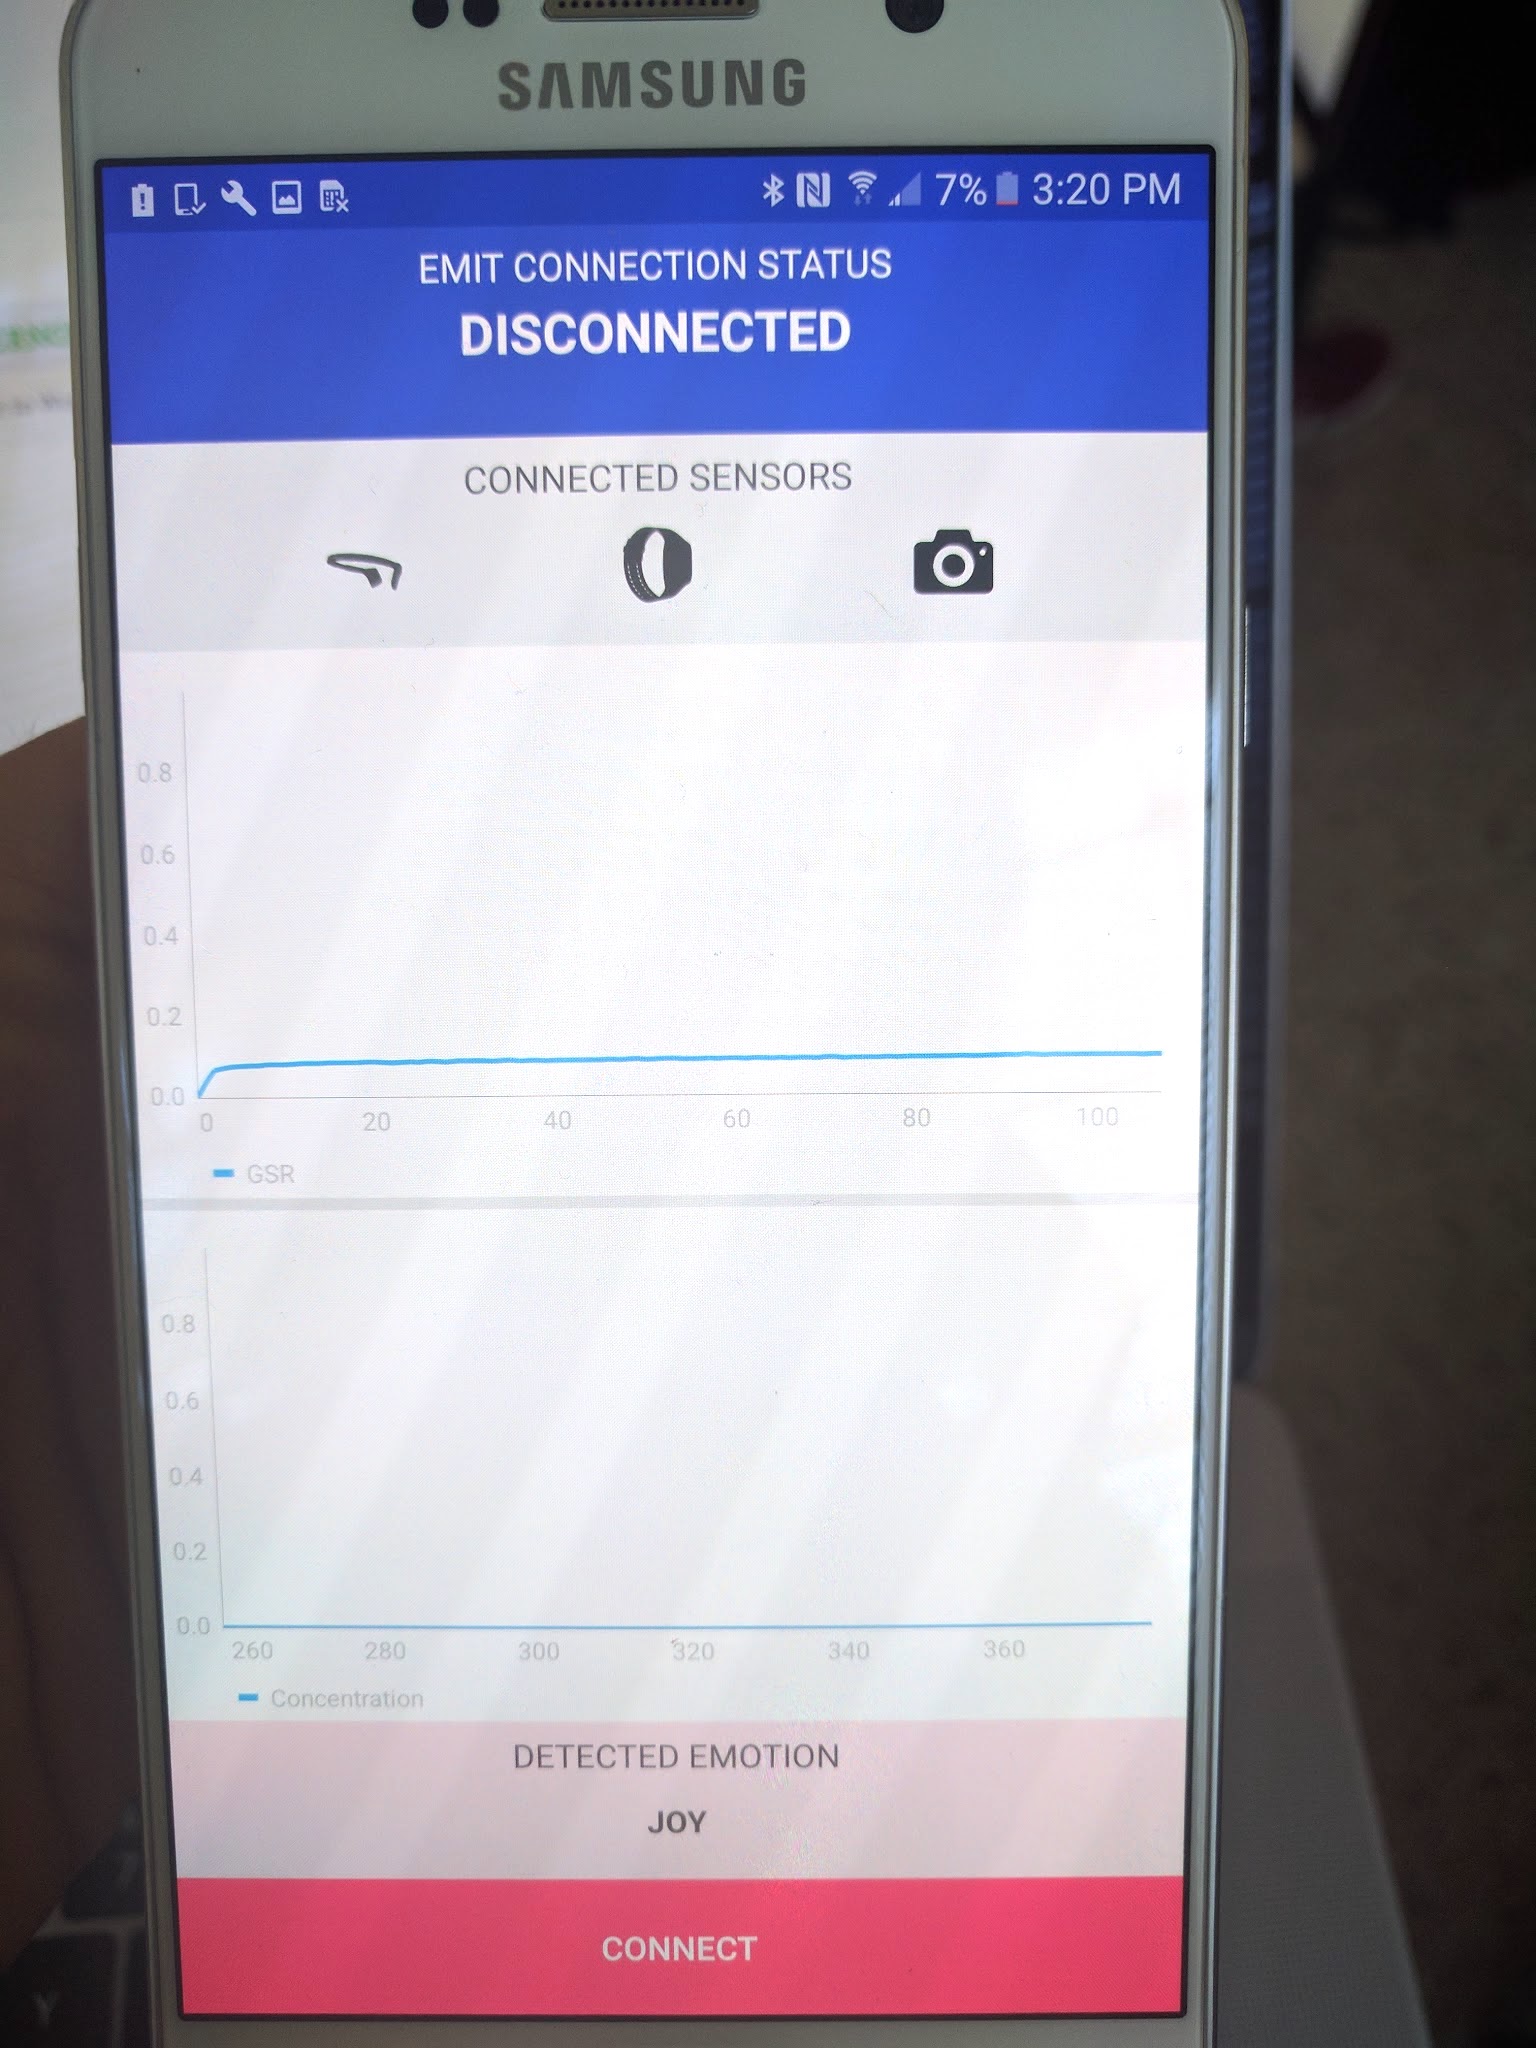 SAMSUNG
7% 3:20 PM
EMIT CONNECTION STATUS
DISCONNECTED
CONNECTED SENSORS
0.8
0.6
0.4
0.2
0.0
0 20 40 60 80 100
GSR
0.8
0.6
0.4
0.2
0.0
260 280 300 320 340 360
Concentration
DETECTED EMOTION
JOY
CONNECT
Y